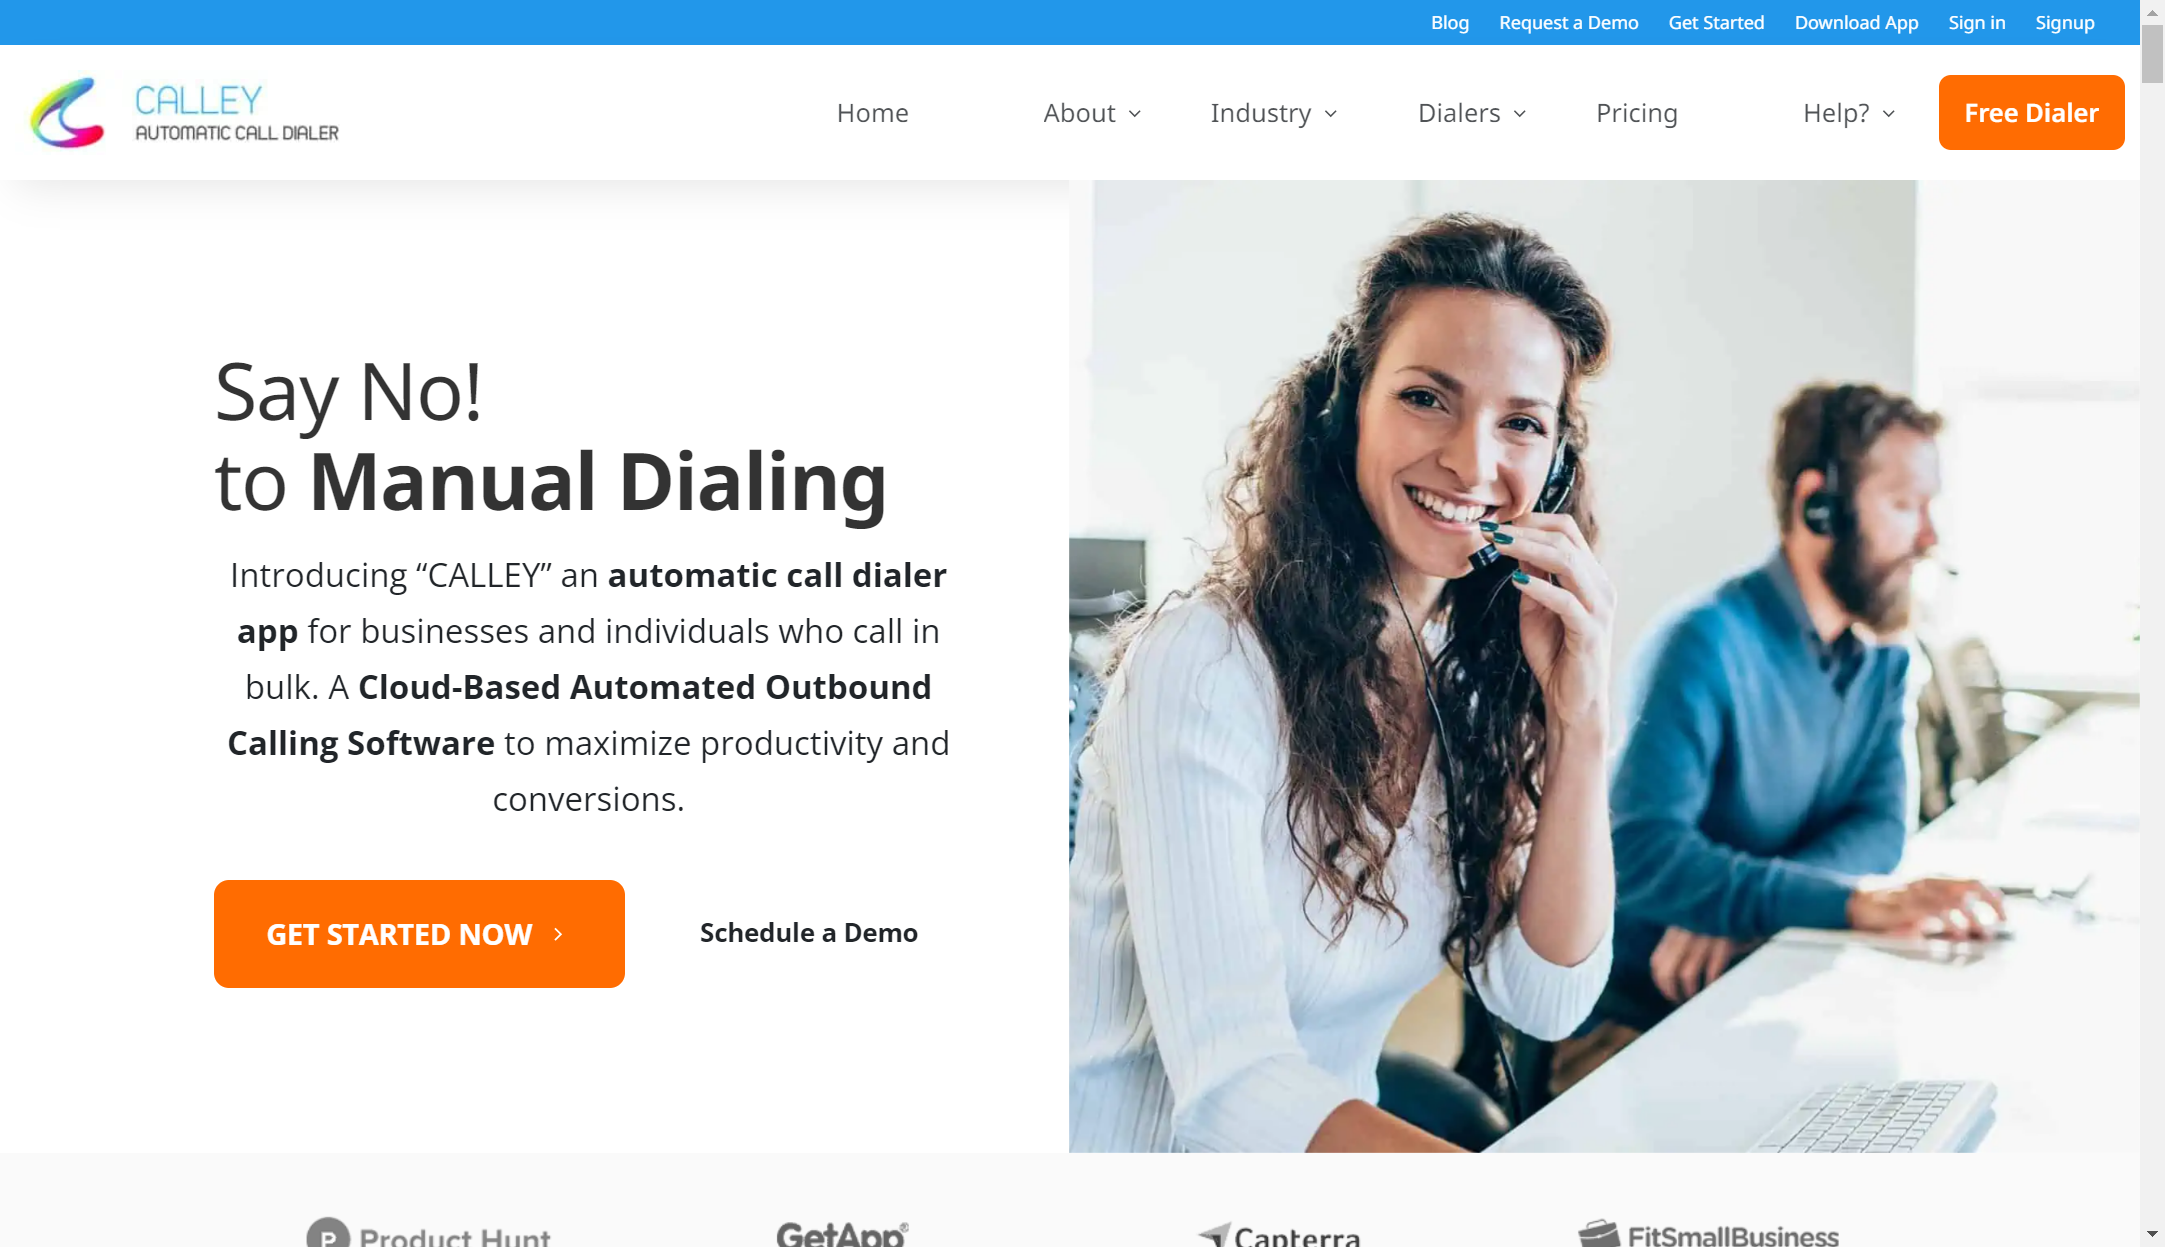 Blog Request a Demo Get Started Download App Sign in Signup
CALLEY
AUTOMATIC CALL DIALER
Home About Industry Dialers Pricing Help? Free Dialer
Say No!
to Manual Dialing
Introducing “CALLEY” an automatic call dialer
app for businesses and individuals who call in
bulk. A Cloud-Based Automated Outbound
Calling Software to maximize productivity and
conversions.
GET STARTED NOW
Schedule a Demo
P Product Hunt GetApp® Capterra FitSmallBusiness